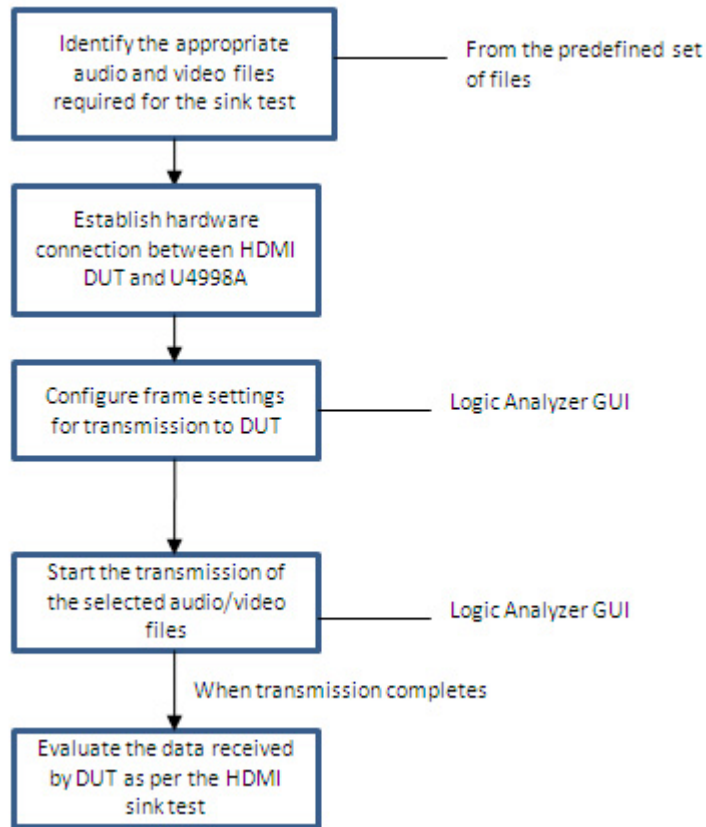 Identify the appropriate
audio and video files
required for the sink test
From the predefined set
of files
Establish hardware
connection between HDMI
DUT and U4998A
Configure frame settings
for transmission to DUT
Logic Analyzer GUI
Start the transmission of
the selected audio/video
files
Logic Analyzer GUI
When transmission completes
Evaluate the data received
by DUT as per the HDMI
sink test